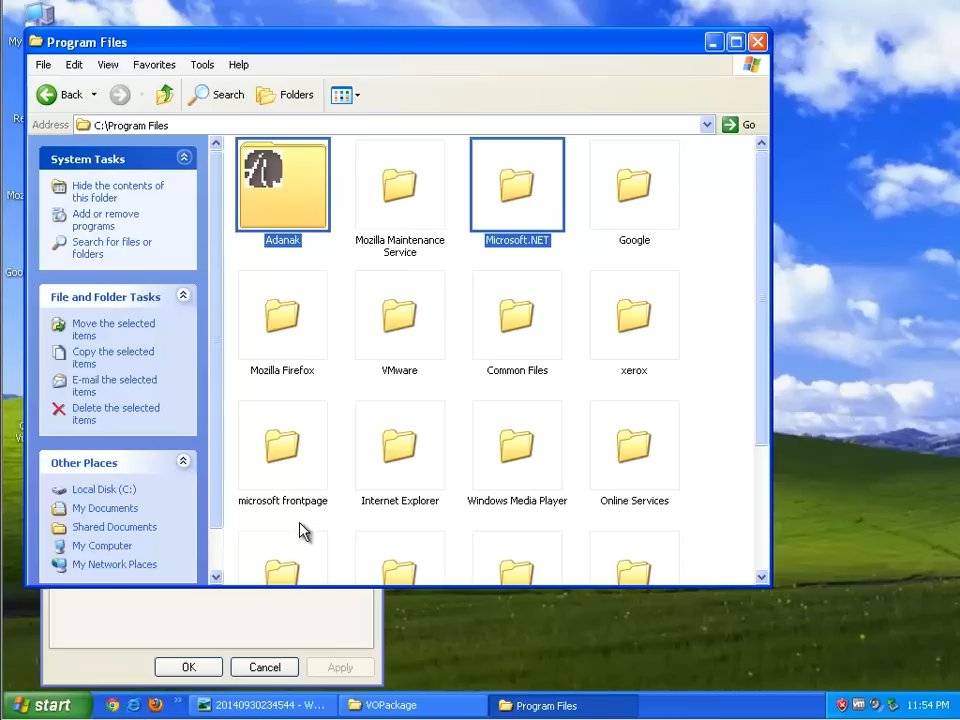 My
Program Files
File Edit View Favorites Tools Help
Back Search Folders
Address C:\Program Files Go
System Tasks
Hide the contents of
this folder
Add or remove
programs
Search for files or
folders
File and Folder Tasks
Move the selected
items
Copy the selected
items
E-mail the selected
items
Delete the selected
items
Other Places
Local Disk (C:)
My Documents
Shared Documents
My Computer
My Network Places
Adanak
Mozilla Maintenance
Service
Microsoft.NET
Google
Mozilla Firefox
VMware
Common Files
xerox
microsoft frontpage
Internet Explorer
Windows Media Player
Online Services
Re
Moz
Goo
OK Cancel Apply
start
20140930234544 - W...
VOPackage
Program Files
11:54 PM